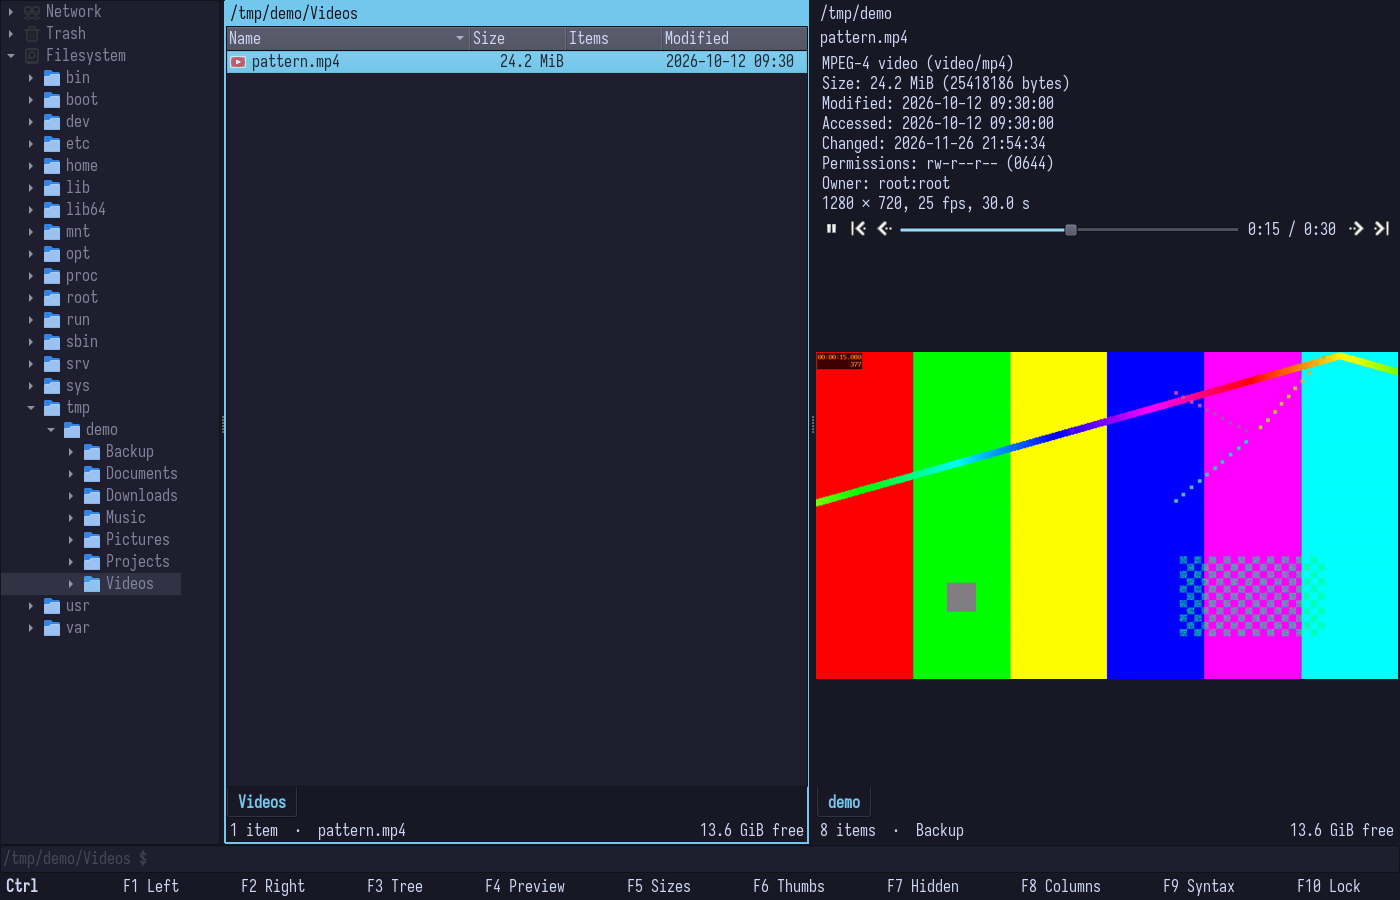 Network
Trash
Filesystem
bin
boot
dev
etc
home
lib
lib64
mnt
opt
proc
root
run
sbin
srv
sys
tmp
demo
Backup
Documents
Downloads
Music
Pictures
Projects
Videos
usr
var
/tmp/demo/Videos
Name Size Items Modified
pattern.mp4 24.2 MiB 2026-10-12 09:30
Videos
1 item · pattern.mp4 13.6 GiB free
/tmp/demo
pattern.mp4
MPEG-4 video (video/mp4)
Size: 24.2 MiB (25418186 bytes)
Modified: 2026-10-12 09:30:00
Accessed: 2026-10-12 09:30:00
Changed: 2026-11-26 21:54:34
Permissions: rw-r--r-- (0644)
Owner: root:root
1280 × 720, 25 fps, 30.0 s
0:15 / 0:30
00:00:15.080
377
demo
8 items · Backup 13.6 GiB free
/tmp/demo/Videos $
Ctrl F1 Left F2 Right F3 Tree F4 Preview F5 Sizes F6 Thumbs F7 Hidden F8 Columns F9 Syntax F10 Lock